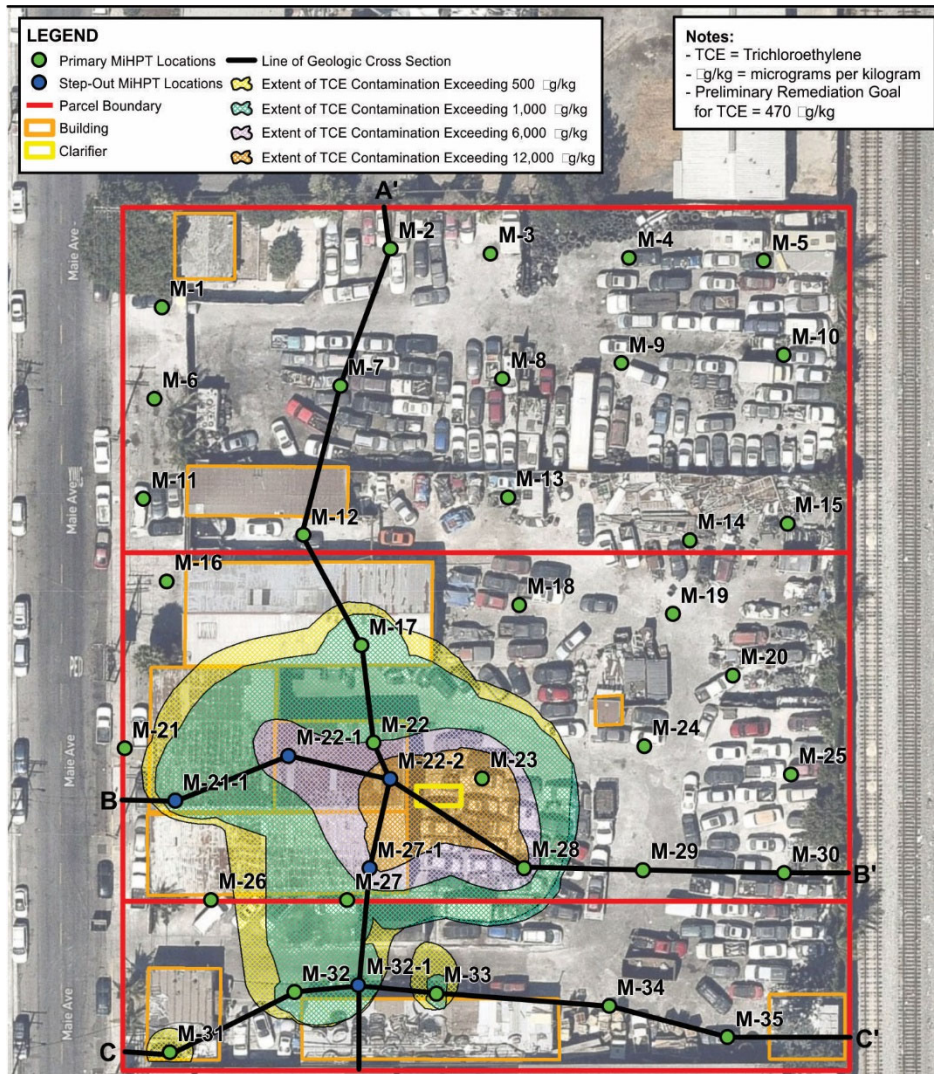 LEGEND
Primary MiHPT Locations
Step-Out MiHPT Locations
Parcel Boundary
Building
Clarifier
Line of Geologic Cross Section
Extent of TCE Contamination Exceeding 500 □g/kg
Extent of TCE Contamination Exceeding 1,000 □g/kg
Extent of TCE Contamination Exceeding 6,000 □g/kg
Extent of TCE Contamination Exceeding 12,000 □g/kg
Notes:
- TCE = Trichloroethylene
- □g/kg = micrograms per kilogram
- Preliminary Remediation Goal
for TCE = 470 □g/kg
A'
M-2
M-3
M-4
M-5
Maie Ave
M-1
M-10
M-9
M-8
M-7
M-6
M-11
M-13
Maie Ave
M-12
M-14
M-15
M-16
M-18
M-19
M-17
M-20
M-21
M-22
M-22-1
M-22-2
M-23
M-24
M-25
Maie Ave
B
M-21-1
M-27-1
M-28
M-29
M-30
B'
M-26
M-27
M-32
M-32-1
M-33
M-34
Maie Ave
M-31
M-35
C
C'